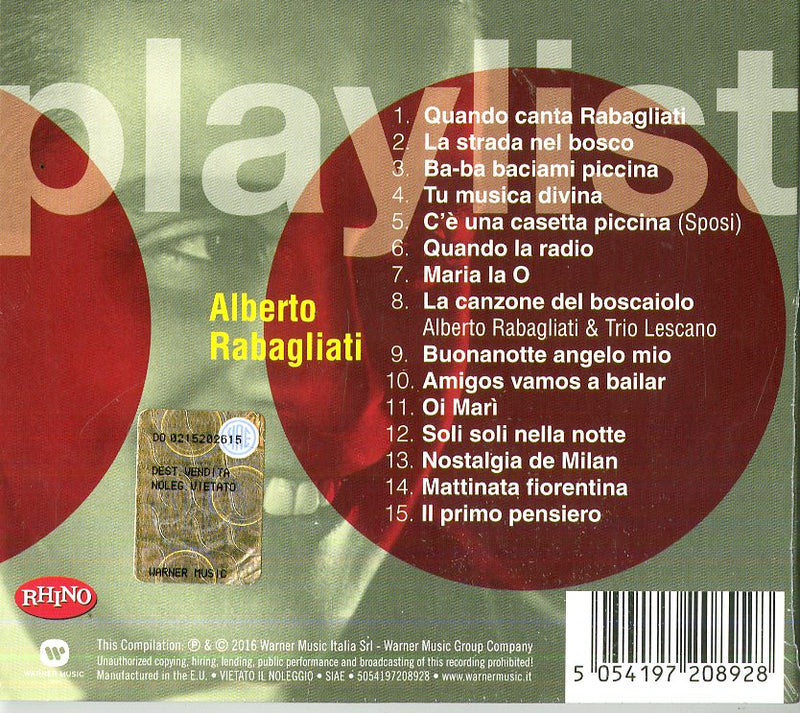 playlist
1. Quando canta Rabagliati
2. La strada nel bosco
3. Ba-ba baciami piccina
4. Tu musica divina
5. C'è una casetta piccina (Sposi)
6. Quando la radio
7. Maria la O
8. La canzone del boscaiolo
Alberto Rabagliati & Trio Lescano
9. Buonanotte angelo mio
10. Amigos vamos a bailar
11. Oi Marì
12. Soli soli nella notte
13. Nostalgia de Milan
14. Mattinata fiorentina
15. Il primo pensiero
Alberto
Rabagliati
DO 0215202615
SIAE
DEST.VENDITA
NOLEG.VIETATO
WARNER MUSIC
RHINO
WARNER MUSIC
This Compilation. ℗ & © 2016 Warner Music Italia Srl - Warner Music Group Company
Unauthorized copying, hiring, lending, public performance and broadcasting of this recording prohibited!
Manufactured in the E.U. • VIETATO IL NOLEGGIO • SIAE • 5054197208928 • www.warnermusic.it
5 054197 208928